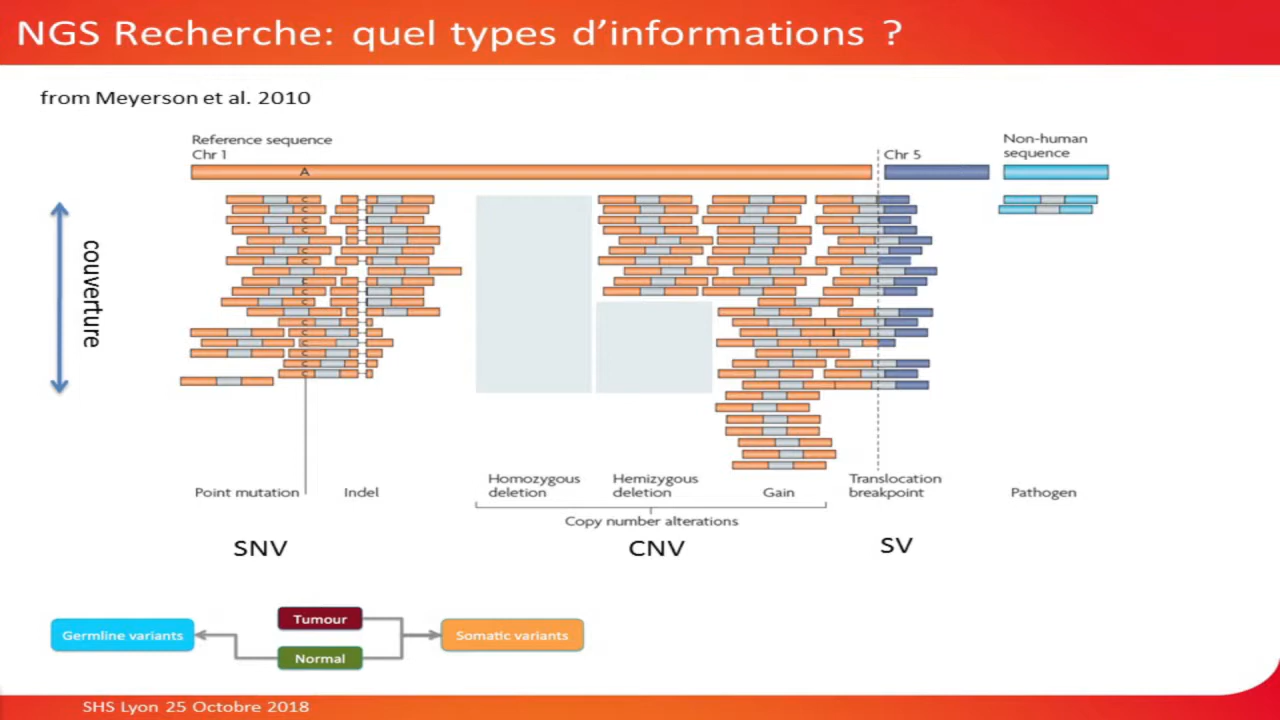 NGS Recherche: quel types d’informations ?
from Meyerson et al. 2010
Reference sequence
Chr 1
A
Chr 5
Non-human
sequence
couverture
Point mutation
Indel
Homozygous
deletion
Hemizygous
deletion
Gain
Translocation
breakpoint
Pathogen
Copy number alterations
SNV
CNV
SV
Tumour
Germline variants
Somatic variants
Normal
SHS Lyon 25 Octobre 2018